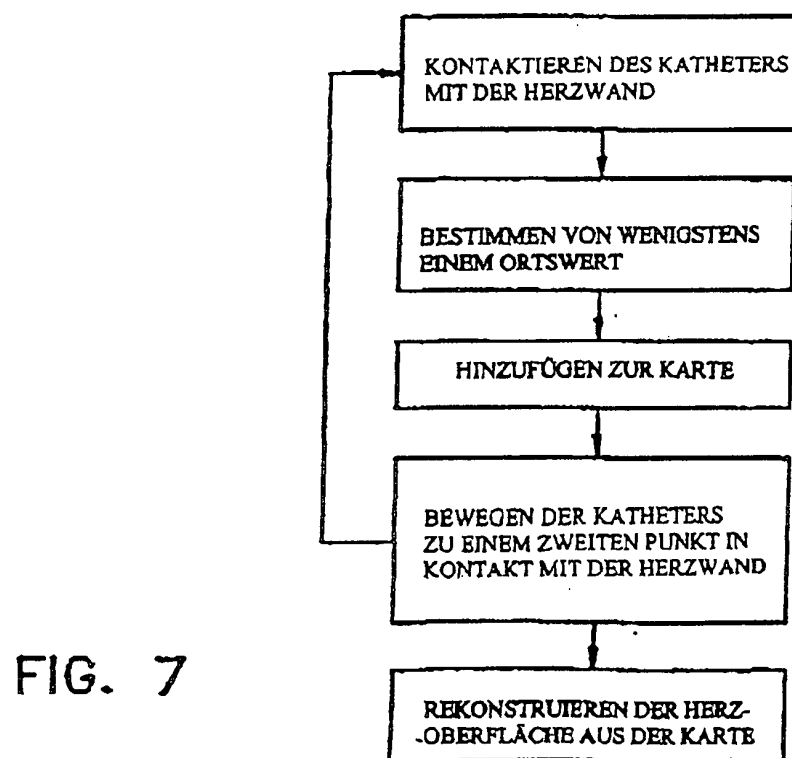 KONTAKTIEREN DES KATHETERS
MIT DER HERZWAND
BESTIMMEN VON WENIGSTENS
EINEM ORTSWERT
HINZUFÜGEN ZUR KARTE
BEWEGEN DER KATHETERS
ZU EINEM ZWEITEN PUNKT IN
KONTAKT MIT DER HERZWAND
FIG. 7
REKONSTRUIEREN DER HERZ-
-OBERFLÄCHE AUS DER KARTE